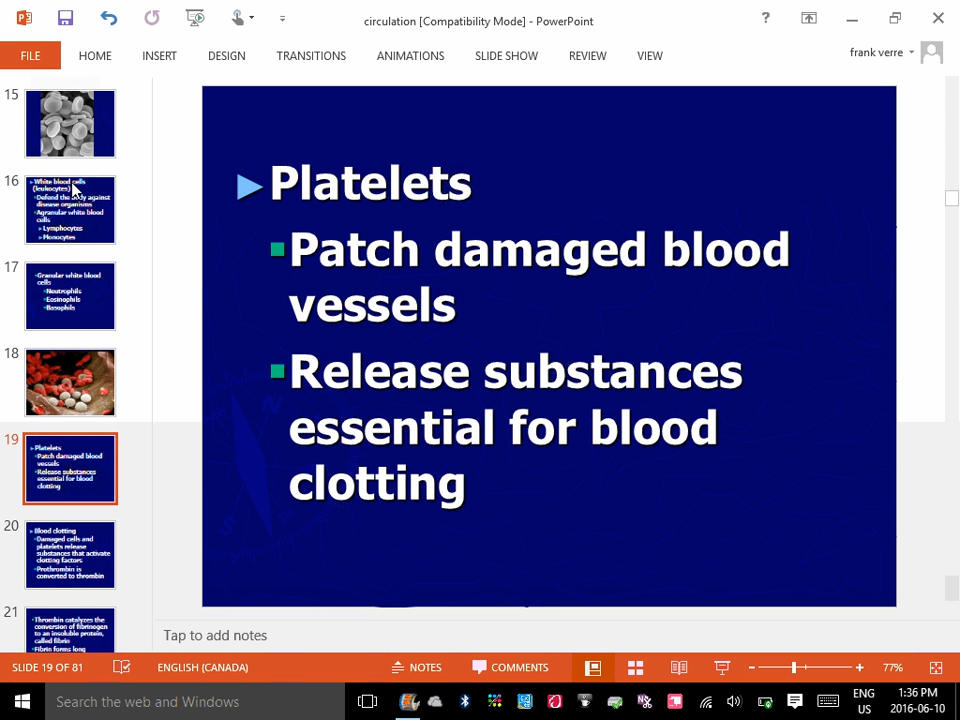 circulation [Compatibility Mode] - PowerPoint
?
FILE HOME INSERT DESIGN TRANSITIONS ANIMATIONS SLIDE SHOW REVIEW VIEW
frank verre
15
16
White blood cells
(leukocytes)
Defend the body against
disease organisms
Agranular white blood
cells
Lymphocytes
Monocytes
17
Granular white blood
cells
Neutrophils
Eosinophils
Basophils
18
19
Platelets
Patch damaged blood
vessels
Release substances
essential for blood
clotting
20
Blood clotting
Damaged cells and
platelets release
substances that activate
clotting factors
Prothrombin is
converted to thrombin
21
Thrombin catalyzes the
conversion of fibrinogen
to an insoluble protein,
called fibrin
Fibrin forms long
Platelets
Patch damaged blood
vessels
Release substances
essential for blood
clotting
N
S
Tap to add notes
SLIDE 19 OF 81 ENGLISH (CANADA) NOTES COMMENTS 77%
Search the web and Windows
ENG
US
1:36 PM
2016-06-10